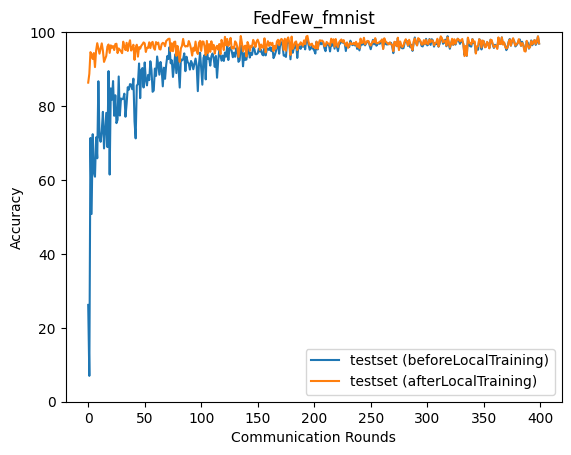 FedFew_fmnist
100
80
60
40
20
0
Accuracy
testset (beforeLocalTraining)
testset (afterLocalTraining)
0 50 100 150 200 250 300 350 400
Communication Rounds